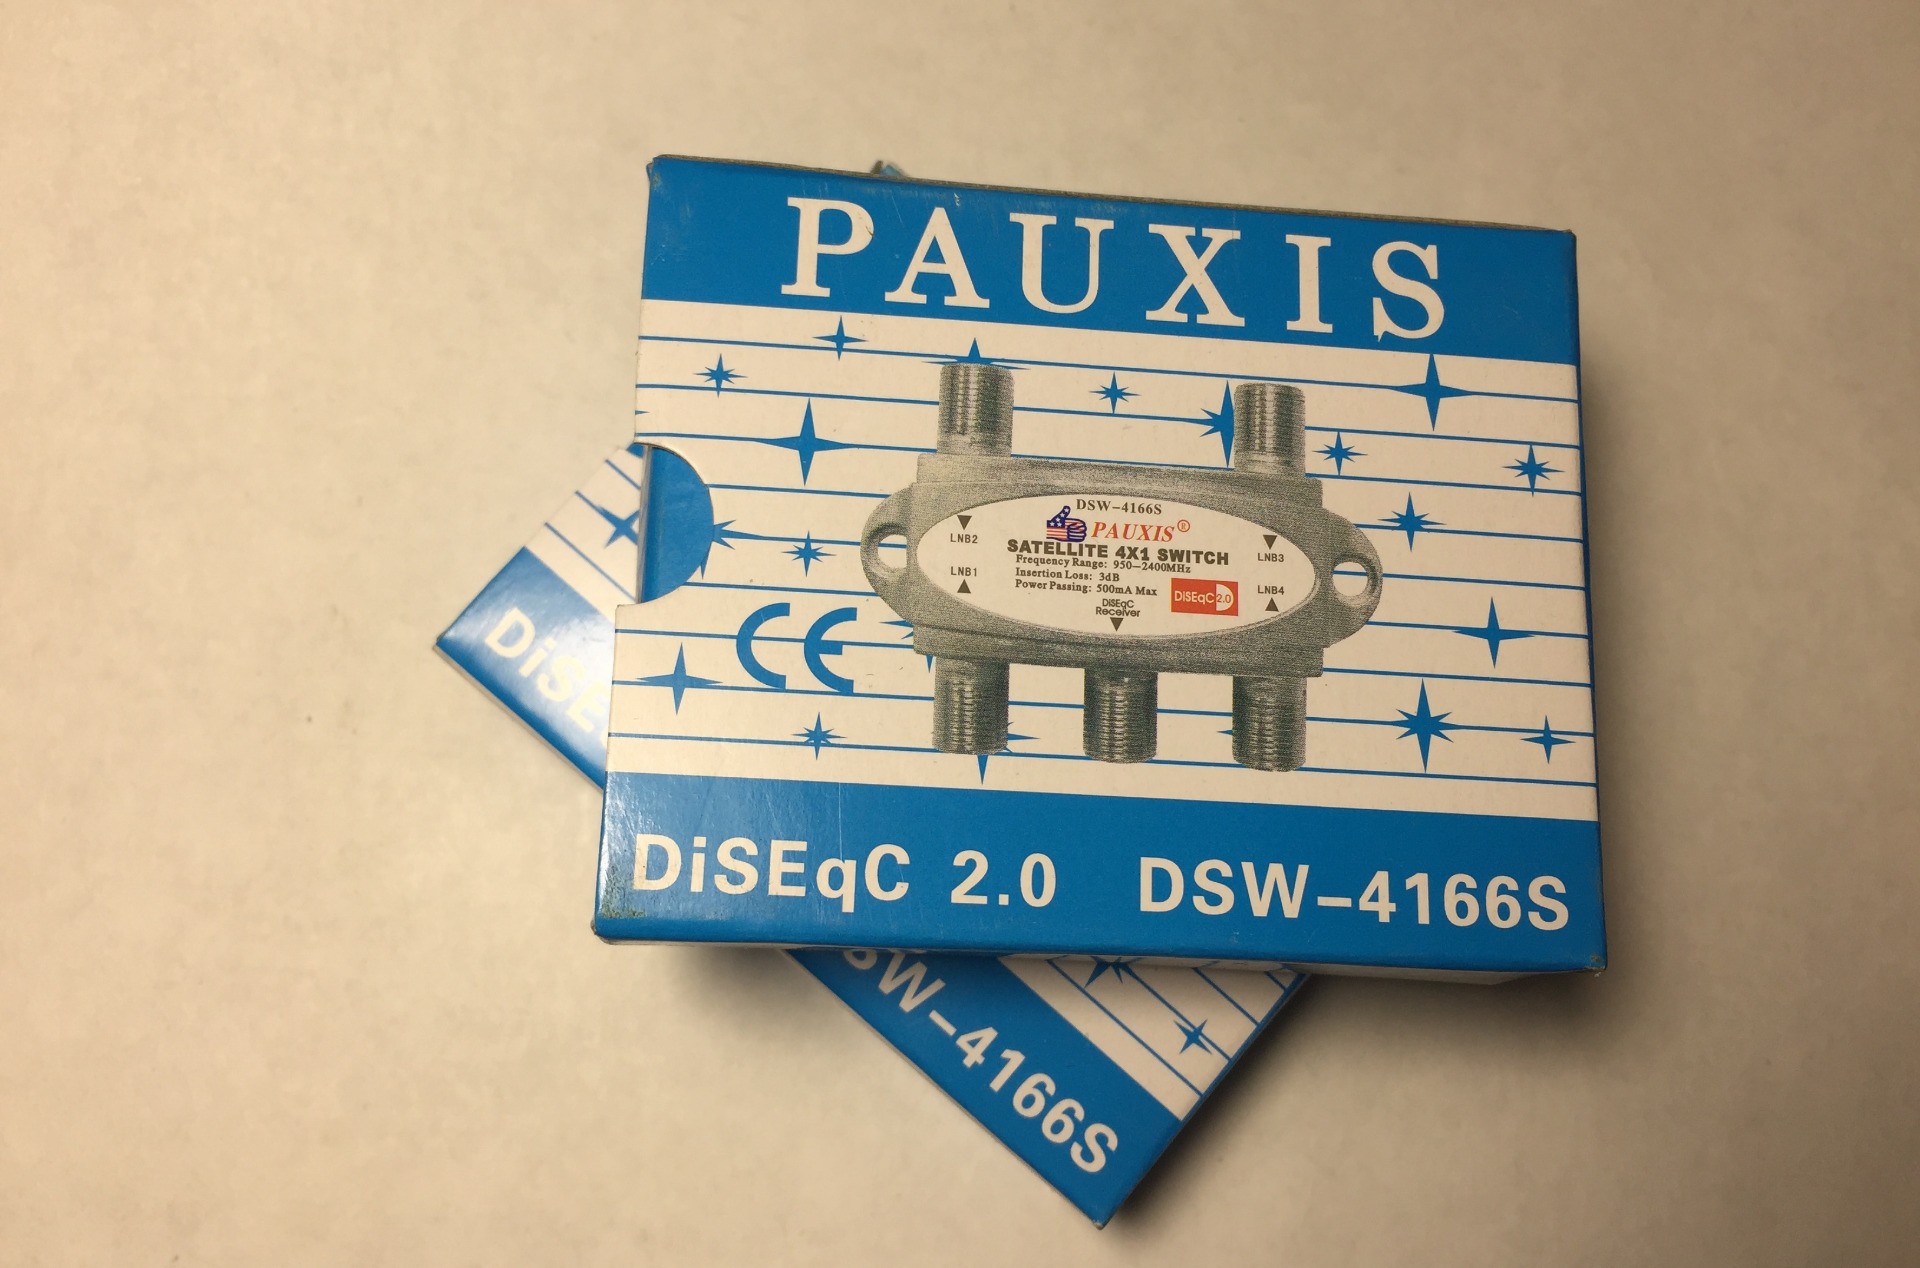 PAUXIS
DSW-4166S
PAUXIS®
SATELLITE 4X1 SWITCH
Frequency Range: 950-2400MHz
Insertion Loss: 3dB
Power Passing: 500mA Max
DiSEqC 2.0
DiSEqC
Receiver
LNB2
LNB1
LNB3
LNB4
CE
DiSEqC 2.0 DSW-4166S
DiSE
SW-4166S